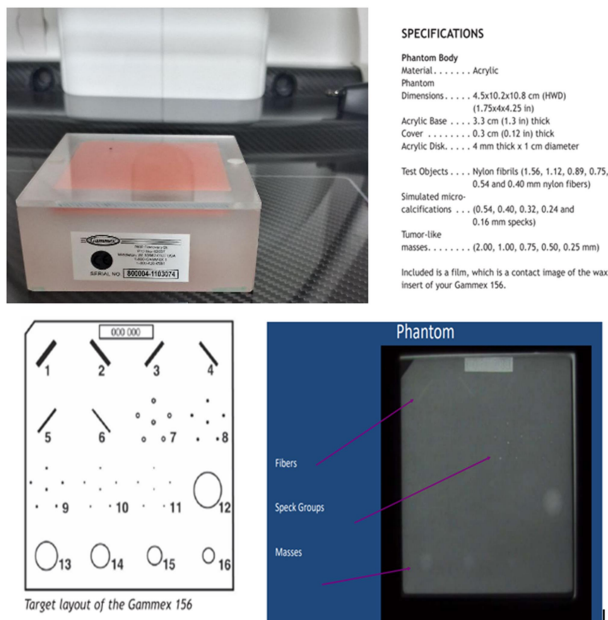 Gammex
SERIAL NO. 800004-1103074
SPECIFICATIONS
Phantom Body
Material . . . . . . . Acrylic
Phantom
Dimensions . . . . . 4.5x10.2x10.8 cm (HWD)
(1.75x4x4.25 in)
Acrylic Base . . . . 3.3 cm (1.3 in) thick
Cover . . . . . . . . 0.3 cm (0.12 in) thick
Acrylic Disk. . . . . 4 mm thick x 1 cm diameter
Test Objects . . . . Nylon fibrils (1.56, 1.12, 0.89, 0.75,
0.54 and 0.40 mm nylon fibers)
Simulated micro-
calcifications . . . (0.54, 0.40, 0.32, 0.24 and
0.16 mm specks)
Tumor-like
masses. . . . . . . . (2.00, 1.00, 0.75, 0.50, 0.25 mm)
Included is a film, which is a contact image of the wax
insert of your Gammex 156.
000 000
1 2 3 4
5 6 7 8
9 10 11 12
13 14 15 16
Target layout of the Gammex 156
Phantom
Fibers
Speck Groups
Masses